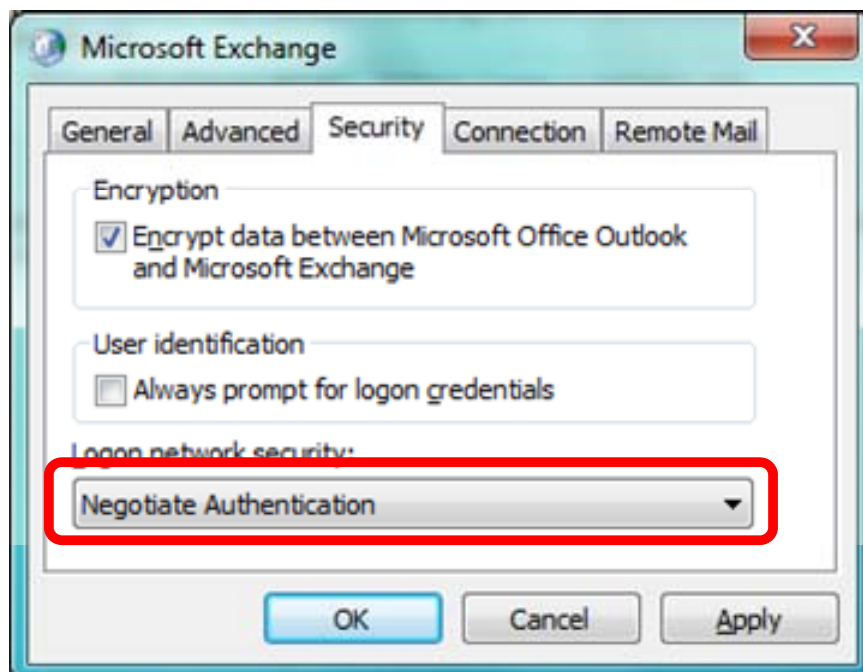 Microsoft Exchange
General Advanced Security Connection Remote Mail
Encryption
Encrypt data between Microsoft Office Outlook
and Microsoft Exchange
User identification
Always prompt for logon credentials
Logon network security:
Negotiate Authentication
OK Cancel Apply